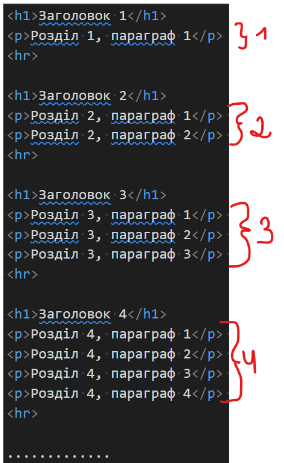 <h1>Заголовок 1</h1>
<p>Розділ 1, параграф 1</p> 1
<hr>
<h1>Заголовок 2</h1>
<p>Розділ 2, параграф 1</p>
<p>Розділ 2, параграф 2</p> 2
<hr>
<h1>Заголовок 3</h1>
<p>Розділ 3, параграф 1</p>
<p>Розділ 3, параграф 2</p> 3
<p>Розділ 3, параграф 3</p>
<hr>
<h1>Заголовок 4</h1>
<p>Розділ 4, параграф 1</p>
<p>Розділ 4, параграф 2</p> 4
<p>Розділ 4, параграф 3</p>
<p>Розділ 4, параграф 4</p>
<hr>
.............